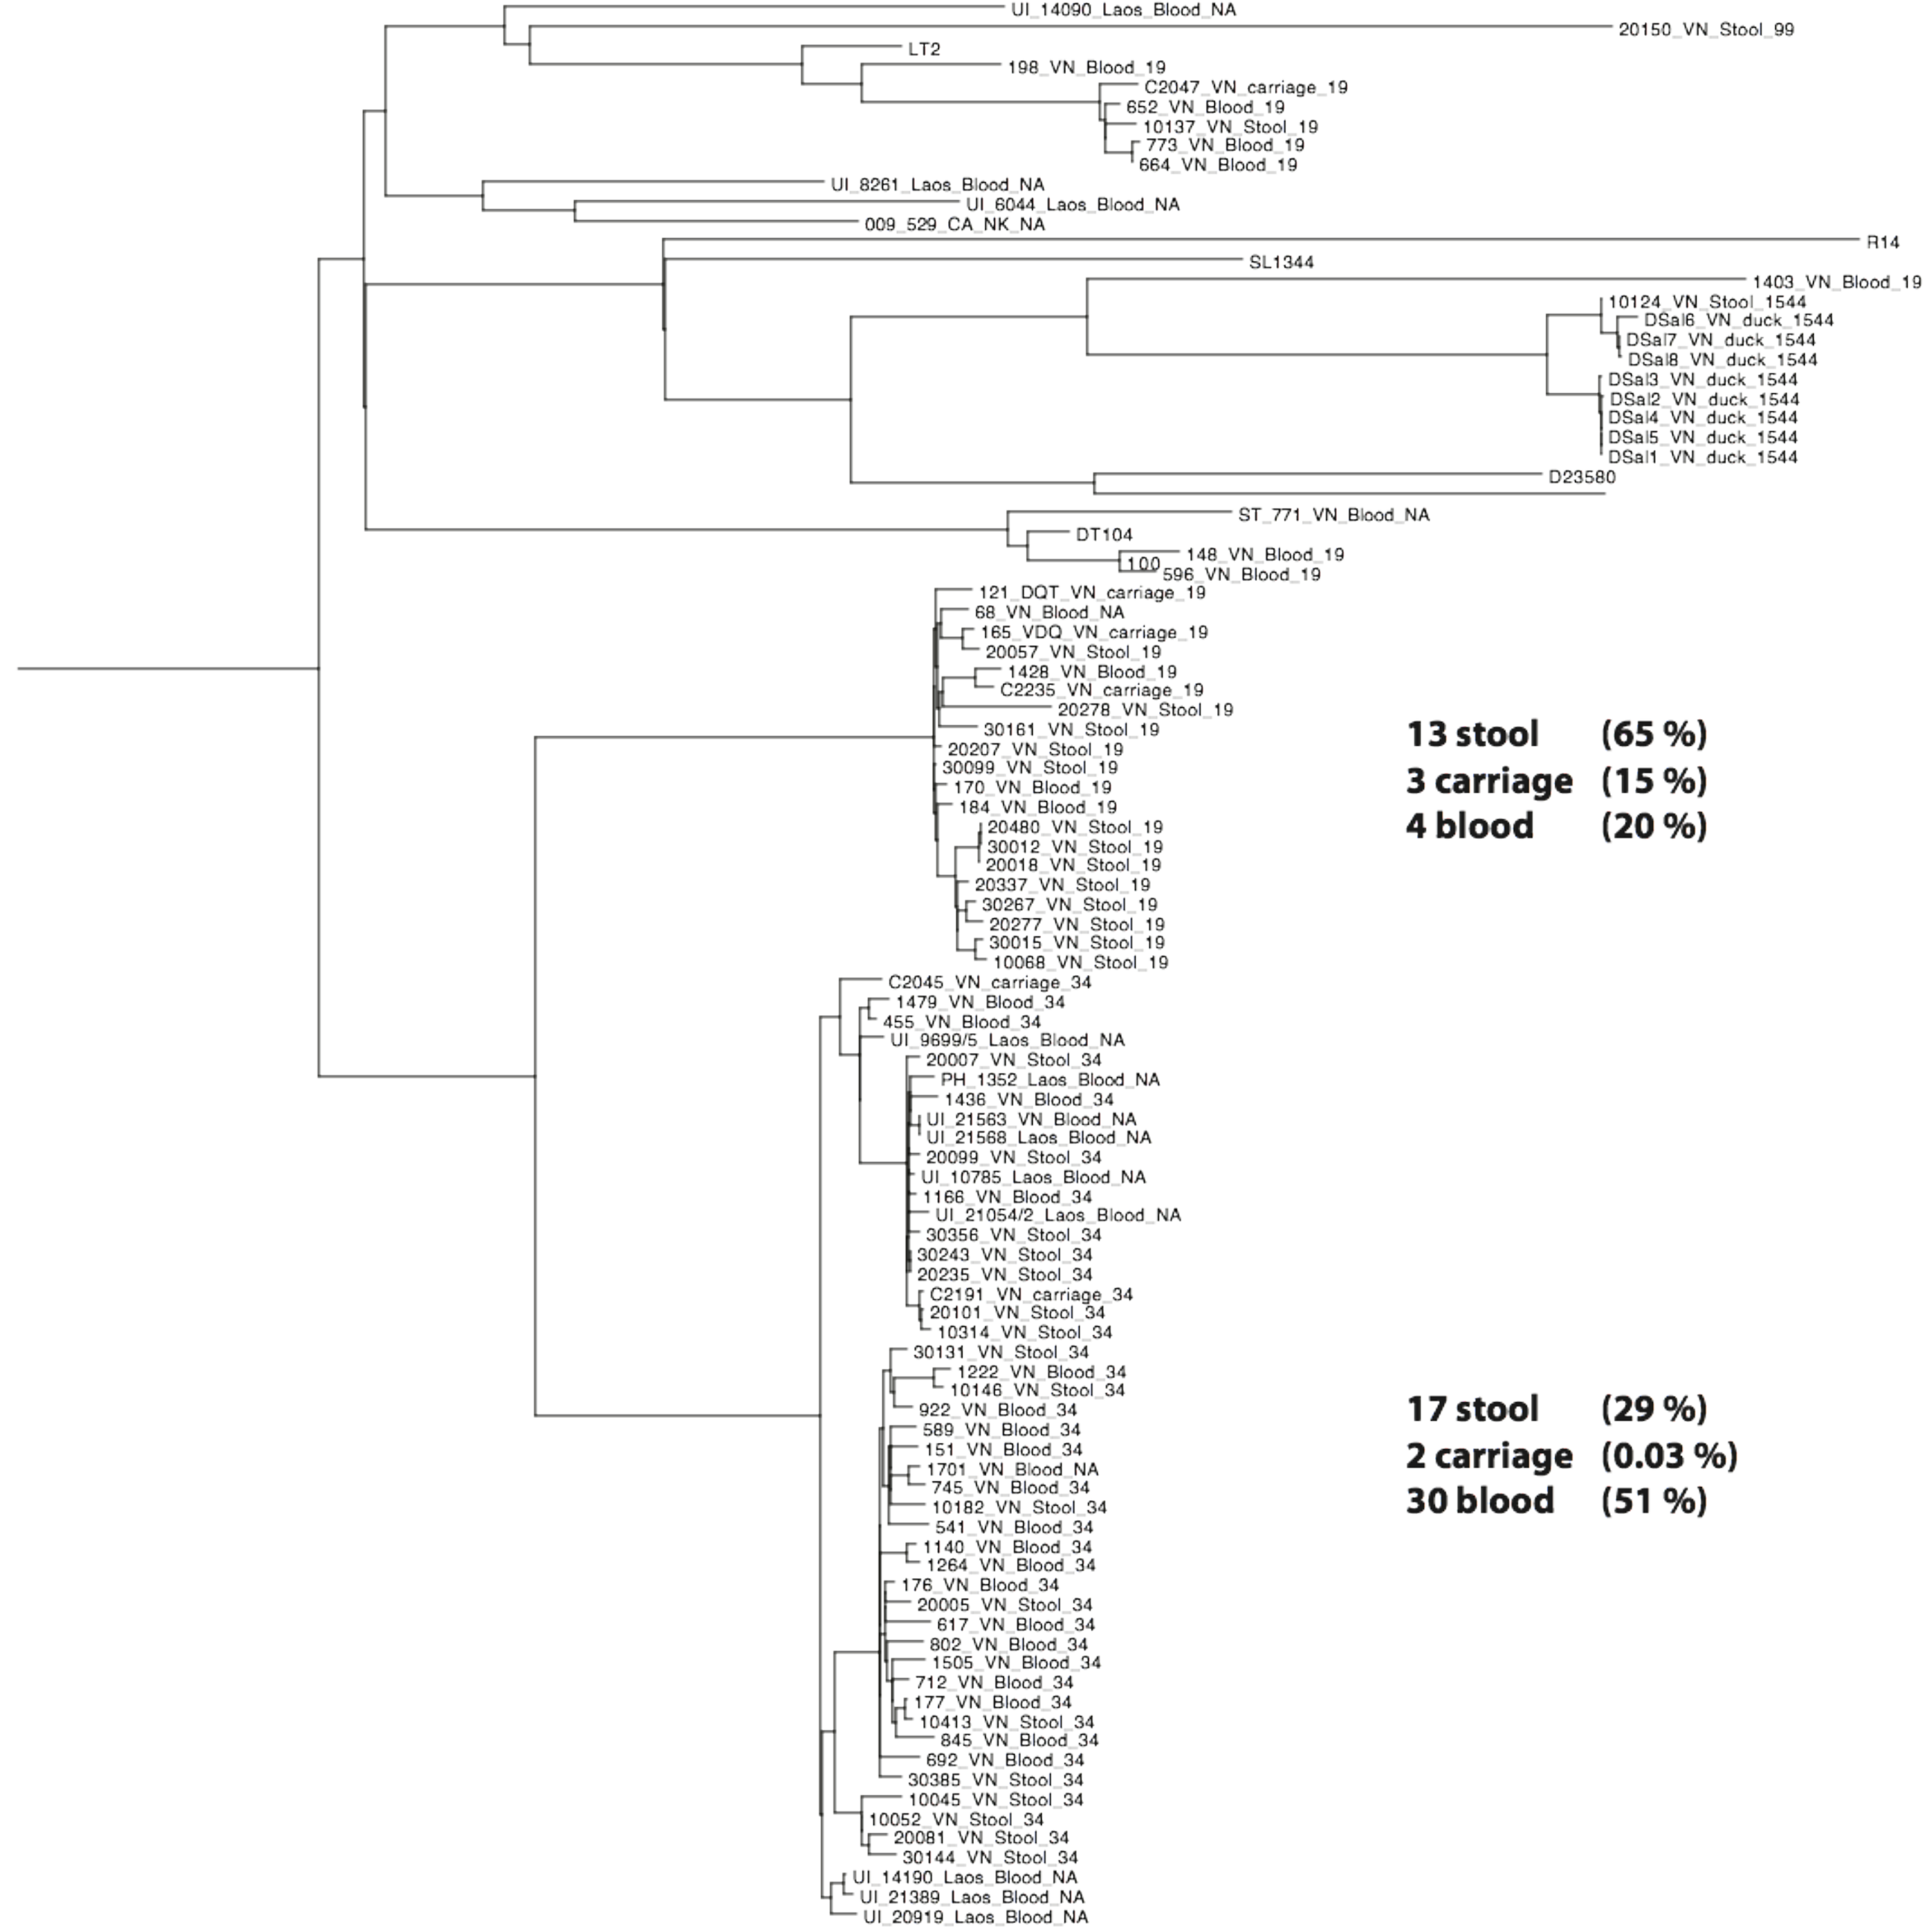 UI_14090_Laos_Blood_NA
20150_VN_Stool_99
LT2
198_VN_Blood_19
C2047_VN_carriage_19
652_VN_Blood_19
10137_VN_Stool_19
773_VN_Blood_19
664_VN_Blood_19
UI_8261_Laos_Blood_NA
UI_6044_Laos_Blood_NA
009_529_CA_NK_NA
R14
SL1344
1403_VN_Blood_19
10124_VN_Stool_1544
DSal6_VN_duck_1544
DSal7_VN_duck_1544
DSal8_VN_duck_1544
DSal3_VN_duck_1544
DSal2_VN_duck_1544
DSal4_VN_duck_1544
DSal5_VN_duck_1544
DSal1_VN_duck_1544
D23580
ST_771_VN_Blood_NA
DT104
148_VN_Blood_19
100
596_VN_Blood_19
121_DQT_VN_carriage_19
68_VN_Blood_NA
165_VDQ_VN_carriage_19
20057_VN_Stool_19
1428_VN_Blood_19
C2235_VN_carriage_19
20278_VN_Stool_19
30161_VN_Stool_19
20207_VN_Stool_19
30099_VN_Stool_19
170_VN_Blood_19
184_VN_Blood_19
20480_VN_Stool_19
30012_VN_Stool_19
20018_VN_Stool_19
20337_VN_Stool_19
30267_VN_Stool_19
20277_VN_Stool_19
30015_VN_Stool_19
10068_VN_Stool_19
13 stool (65 %)
3 carriage (15 %)
4 blood (20 %)
C2045_VN_carriage_34
1479_VN_Blood_34
455_VN_Blood_34
UI_9699/5_Laos_Blood_NA
20007_VN_Stool_34
PH_1352_Laos_Blood_NA
1436_VN_Blood_34
UI_21563_VN_Blood_NA
UI_21568_Laos_Blood_NA
20099_VN_Stool_34
UI_10785_Laos_Blood_NA
1166_VN_Blood_34
UI_21054/2_Laos_Blood_NA
30356_VN_Stool_34
30243_VN_Stool_34
20235_VN_Stool_34
C2191_VN_carriage_34
20101_VN_Stool_34
10314_VN_Stool_34
30131_VN_Stool_34
1222_VN_Blood_34
10146_VN_Stool_34
922_VN_Blood_34
589_VN_Blood_34
151_VN_Blood_34
1701_VN_Blood_NA
745_VN_Blood_34
10182_VN_Stool_34
541_VN_Blood_34
1140_VN_Blood_34
1264_VN_Blood_34
176_VN_Blood_34
20005_VN_Stool_34
617_VN_Blood_34
802_VN_Blood_34
1505_VN_Blood_34
712_VN_Blood_34
177_VN_Blood_34
10413_VN_Stool_34
845_VN_Blood_34
692_VN_Blood_34
30385_VN_Stool_34
10045_VN_Stool_34
10052_VN_Stool_34
20081_VN_Stool_34
30144_VN_Stool_34
UI_14190_Laos_Blood_NA
UI_21389_Laos_Blood_NA
UI_20919_Laos_Blood_NA
17 stool (29 %)
2 carriage (0.03 %)
30 blood (51 %)